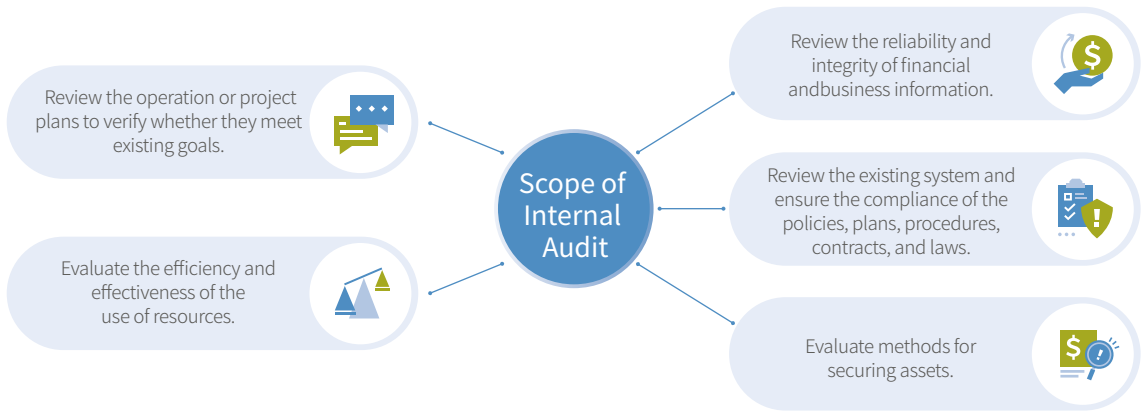 Review the operation or project
plans to verify whether they meet
existing goals.
Evaluate the efficiency and
effectiveness of the
use of resources.
Scope of
Internal
Audit
Review the reliability and
integrity of financial
andbusiness information.
Review the existing system and
ensure the compliance of the
policies, plans, procedures,
contracts, and laws.
Evaluate methods for
securing assets.